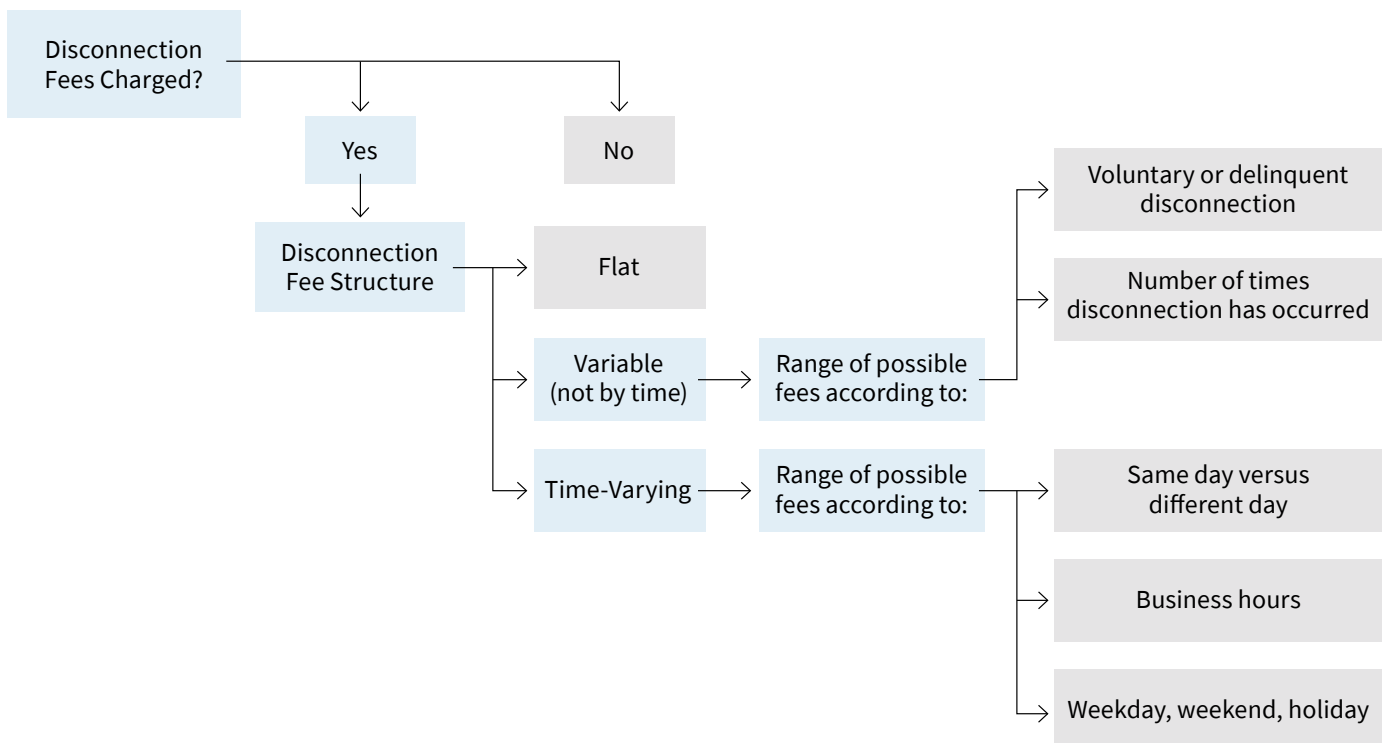 Disconnection
Fees Charged?
Yes
No
Disconnection
Fee Structure
Flat
Variable
(not by time)
Range of possible
fees according to:
Voluntary or delinquent
disconnection
Number of times
disconnection has occurred
Time-Varying
Range of possible
fees according to:
Same day versus
different day
Business hours
Weekday, weekend, holiday